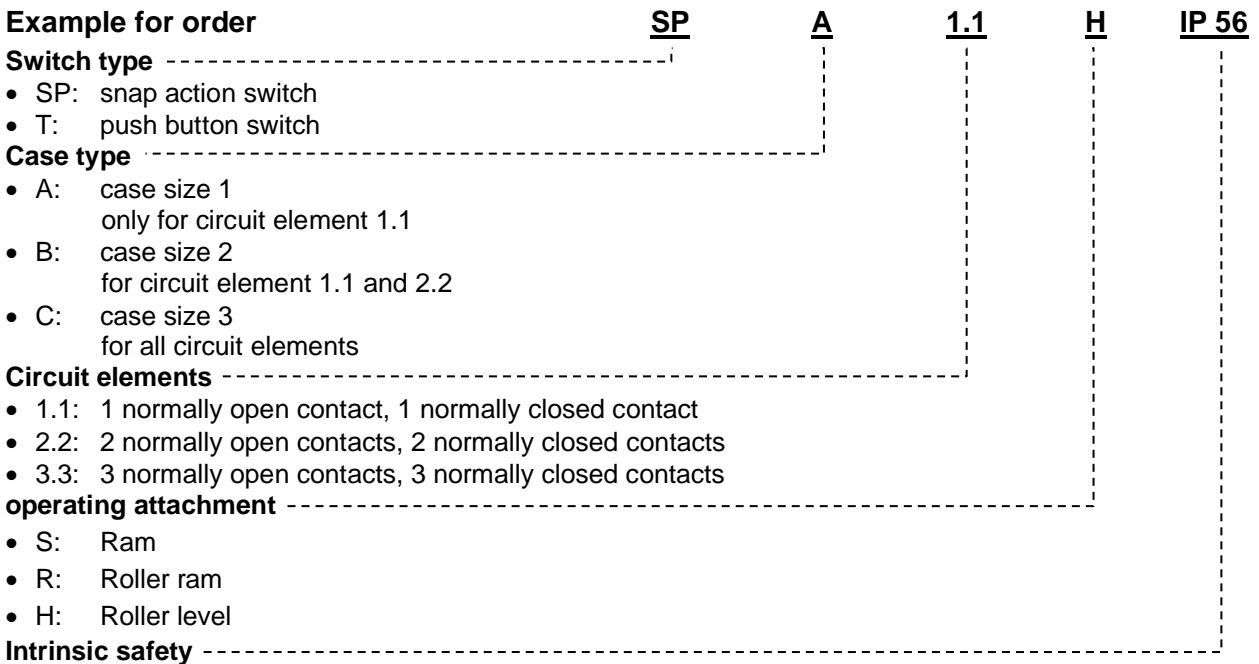 Example for order SP A 1.1 H IP 56
Switch type
• SP: snap action switch
• T: push button switch
Case type
• A: case size 1
only for circuit element 1.1
• B: case size 2
for circuit element 1.1 and 2.2
• C: case size 3
for all circuit elements
Circuit elements
• 1.1: 1 normally open contact, 1 normally closed contact
• 2.2: 2 normally open contacts, 2 normally closed contacts
• 3.3: 3 normally open contacts, 3 normally closed contacts
operating attachment
• S: Ram
• R: Roller ram
• H: Roller level
Intrinsic safety